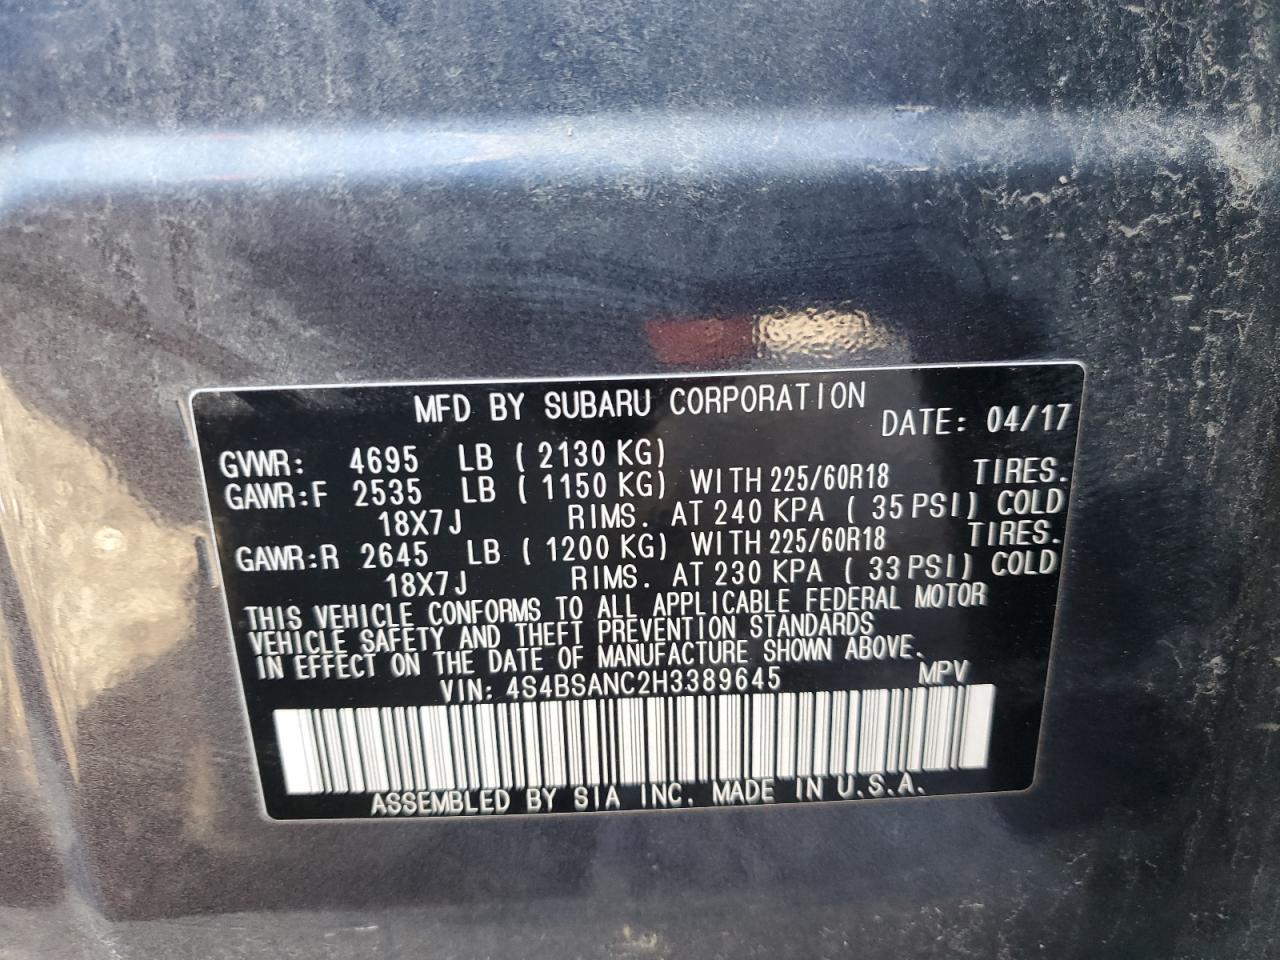 MFD BY SUBARU CORPORATION DATE: 04/17
GVWR: 4695 LB ( 2130 KG)
GAWR:F 2535 LB ( 1150 KG) WITH 225/60R18 TIRES.
18X7J RIMS. AT 240 KPA ( 35 PSI) COLD
GAWR:R 2645 LB ( 1200 KG) WITH 225/60R18 TIRES.
18X7J RIMS. AT 230 KPA ( 33 PSI) COLD
THIS VEHICLE CONFORMS TO ALL APPLICABLE FEDERAL MOTOR
VEHICLE SAFETY AND THEFT PREVENTION STANDARDS
IN EFFECT ON THE DATE OF MANUFACTURE SHOWN ABOVE.
VIN: 4S4BSANC2H3389645 MPV
ASSEMBLED BY SIA INC. MADE IN U.S.A.